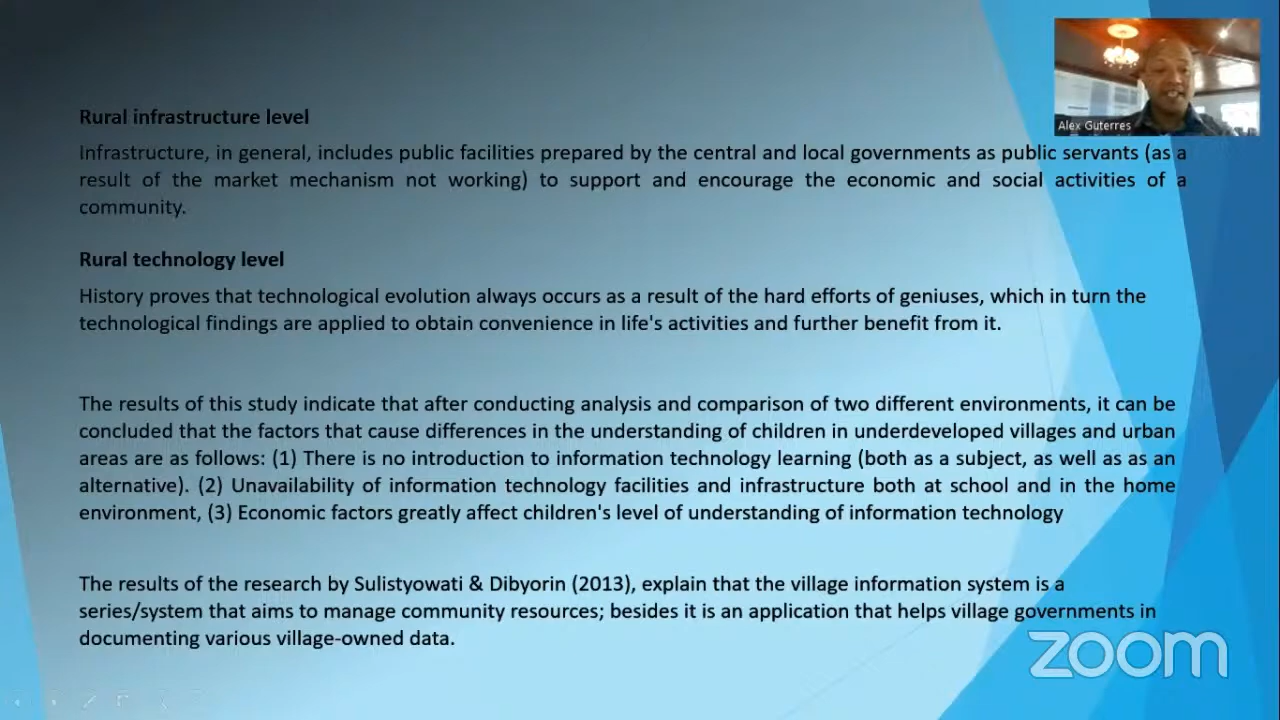 Alex Guterres
Rural infrastructure level
Infrastructure, in general, includes public facilities prepared by the central and local governments as public servants (as a
result of the market mechanism not working) to support and encourage the economic and social activities of a
community.
Rural technology level
History proves that technological evolution always occurs as a result of the hard efforts of geniuses, which in turn the
technological findings are applied to obtain convenience in life's activities and further benefit from it.
The results of this study indicate that after conducting analysis and comparison of two different environments, it can be
concluded that the factors that cause differences in the understanding of children in underdeveloped villages and urban
areas are as follows: (1) There is no introduction to information technology learning (both as a subject, as well as as an
alternative). (2) Unavailability of information technology facilities and infrastructure both at school and in the home
environment, (3) Economic factors greatly affect children's level of understanding of information technology
The results of the research by Sulistyowati & Dibyorin (2013), explain that the village information system is a
series/system that aims to manage community resources; besides it is an application that helps village governments in
documenting various village-owned data.
zoom